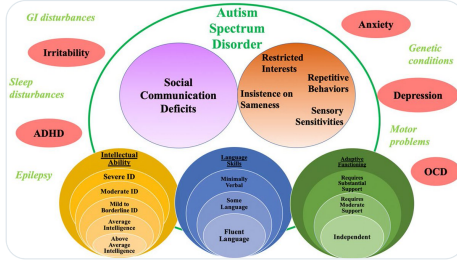 GI disturbances
Irritability
Sleep
disturbances
ADHD
Epilepsy
Autism
Spectrum
Disorder
Social
Communication
Deficits
Restricted
Interests
Repetitive
Behaviors
Insistence on
Sameness
Sensory
Sensitivities
Anxiety
Genetic
conditions
Depression
Motor
problems
OCD
Intellectual
Ability
Severe ID
Moderate ID
Mild to
Borderline ID
Average
Intelligence
Above
Average
Intelligence
Language
Skills
Minimally
Verbal
Some
Language
Fluent
Language
Adaptive
Functioning
Requires
Substantial
Support
Requires
Moderate
Support
Independent